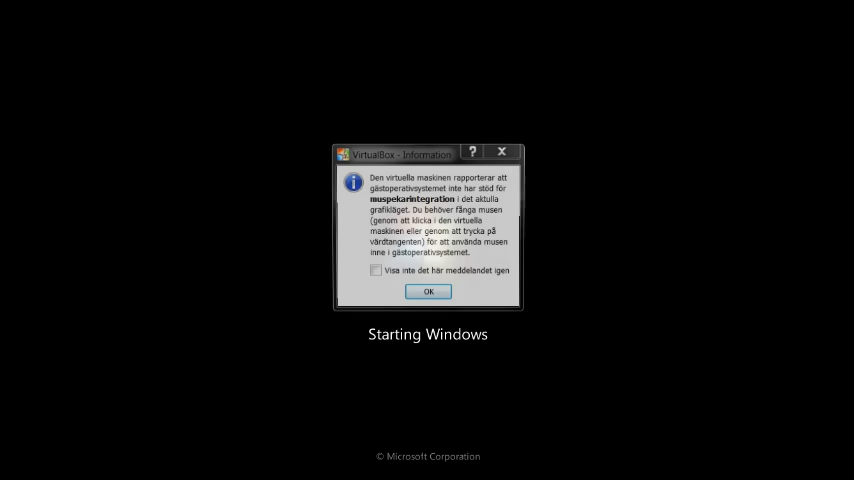 VirtualBox - Information
Den virtuella maskinen rapporterar att
gästoperativsystemet inte har stöd för
muspekarintegration i det aktulla
grafikläget. Du behöver fånga musen
(genom att klicka i den virtuella
maskinen eller genom att trycka på
värdtangenten) för att använda musen
inne i gästoperativsystemet.
Visa inte det här meddelandet igen
OK
Starting Windows
© Microsoft Corporation